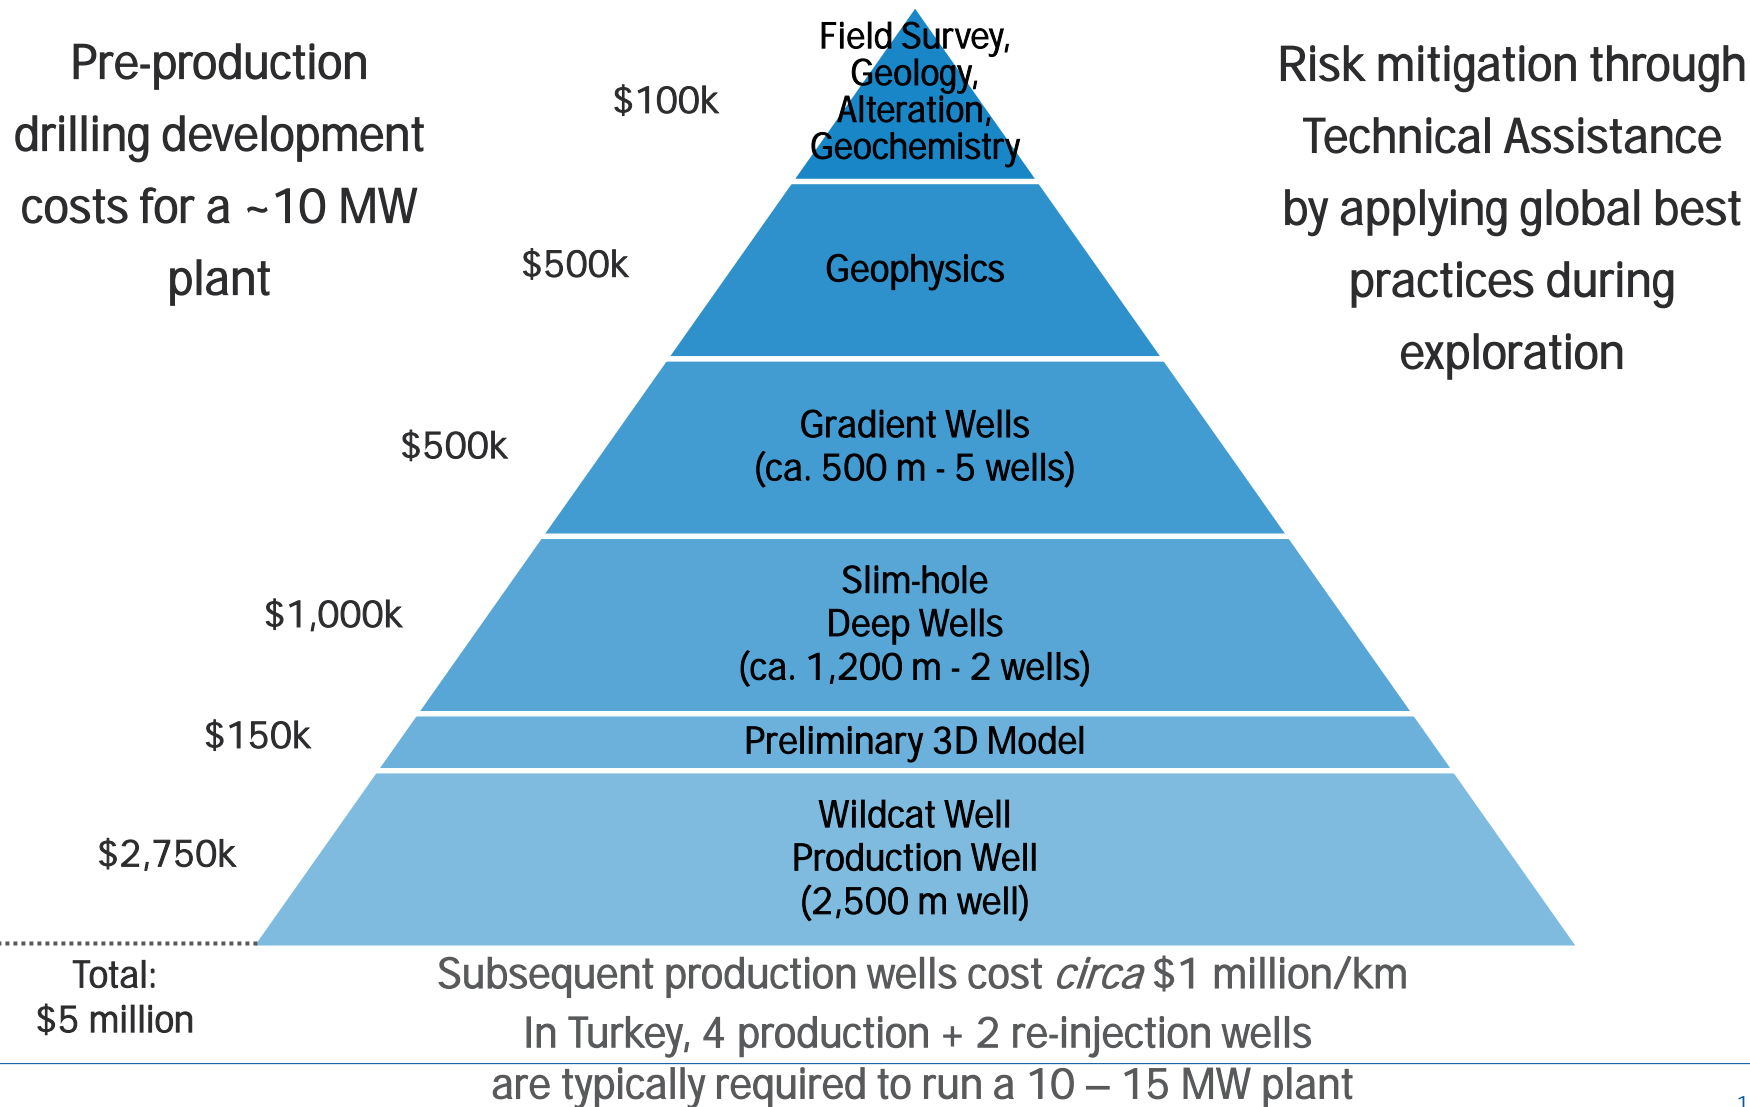 Pre-production
drilling development
costs for a ~10 MW
plant
Risk mitigation through
Technical Assistance
by applying global best
practices during
exploration
$100k
Field Survey,
Geology,
Alteration,
Geochemistry
$500k
Geophysics
$500k
Gradient Wells
(ca. 500 m - 5 wells)
$1,000k
Slim-hole
Deep Wells
(ca. 1,200 m - 2 wells)
$150k
Preliminary 3D Model
$2,750k
Wildcat Well
Production Well
(2,500 m well)
Total:
$5 million
Subsequent production wells cost circa $1 million/km
In Turkey, 4 production + 2 re-injection wells
are typically required to run a 10 – 15 MW plant
1